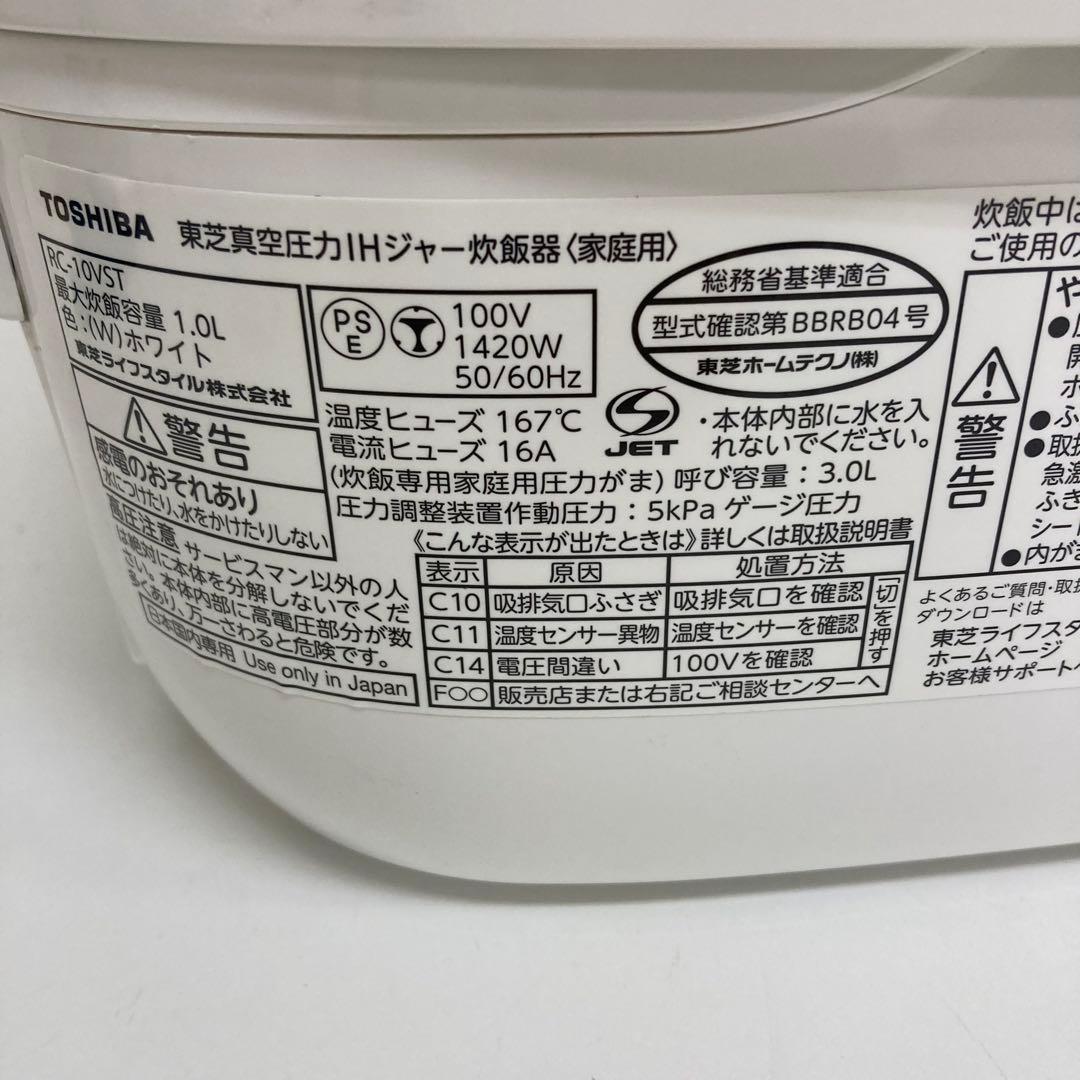 TOSHIBA 東芝真空圧力IHジャー炊飯器〈家庭用〉
RC-10VST
最大炊飯容量 1.0L
色:(W)ホワイト
東芝ライフスタイル株式会社
PS
E
100V
1420W
50/60Hz
総務省基準適合
型式確認第BBRB04号
東芝ホームテクノ(株)
警告
感電のおそれあり
水につけたり、水をかけたりしない
高圧注意 サービスマン以外の人
は絶対に本体を分解しないでくだ
さい。本体内部に高電圧部分が数
多くあり、万一さわると危険です。
日本国内専用 Use only in Japan
温度ヒューズ 167℃
電流ヒューズ 16A
JET
・本体内部に水を入
れないでください。
(炊飯専用家庭用圧力がま) 呼び容量:3.0L
圧力調整装置作動圧力:5kPa ゲージ圧力
《こんな表示が出たときは》詳しくは取扱説明書
表示 原因 処置方法
C10 吸排気口ふさぎ 吸排気口を確認
C11 温度センサー異物 温度センサーを確認
C14 電圧間違い 100Vを確認
「切」を押す
F○○ 販売店または右記ご相談センターへ
炊飯中は
ご使用の
警告
や
●
開
ホ
●ふ
●取扱
急激
ふき
シート
●内が
よくあるご質問・取扱
ダウンロードは
東芝ライフスタ
ホームページ
お客様サポートへ